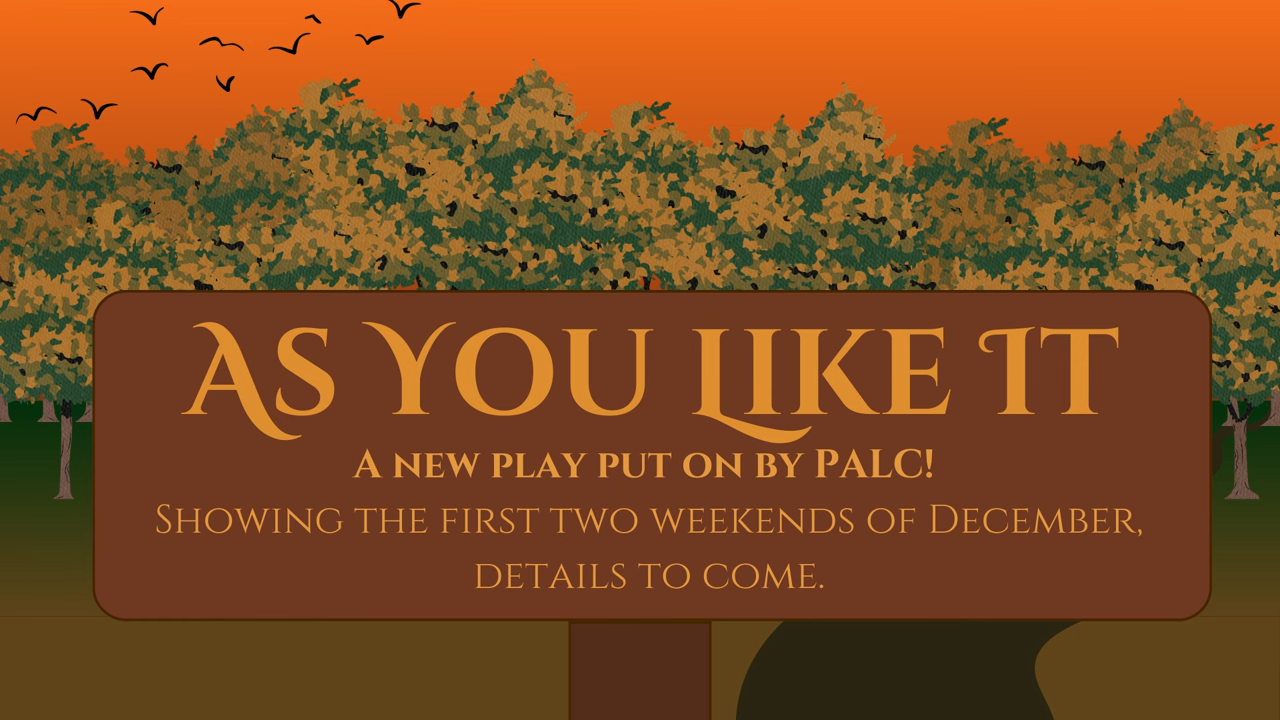 As You Like It
A new play put on by PALC!
Showing the first two weekends of December,
details to come.